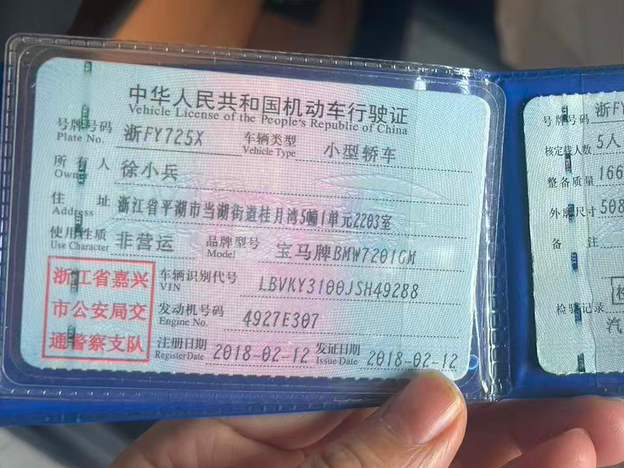 中华人民共和国机动车行驶证
Vehicle License of the People's Republic of China
号牌号码 浙FY725X 车辆类型 小型轿车
Plate No. Vehicle Type
所有人 徐小兵
Owner
住址 浙江省平湖市当湖街道桂月湾5幢1单元2203室
Address
使用性质 非营运 品牌型号 宝马牌BMW7201GM
Use Character Model
浙江省嘉兴
市公安局交
通警察支队
车辆识别代号 LBVKY3100JSH49288
VIN
发动机号码 4927E307
Engine No.
注册日期 2018-02-12 发证日期 2018-02-12
Register Date Issue Date
号牌号码 浙FY
核定载人数 5人
整备质量 166
外廓尺寸 508
备注
检验记录
汽